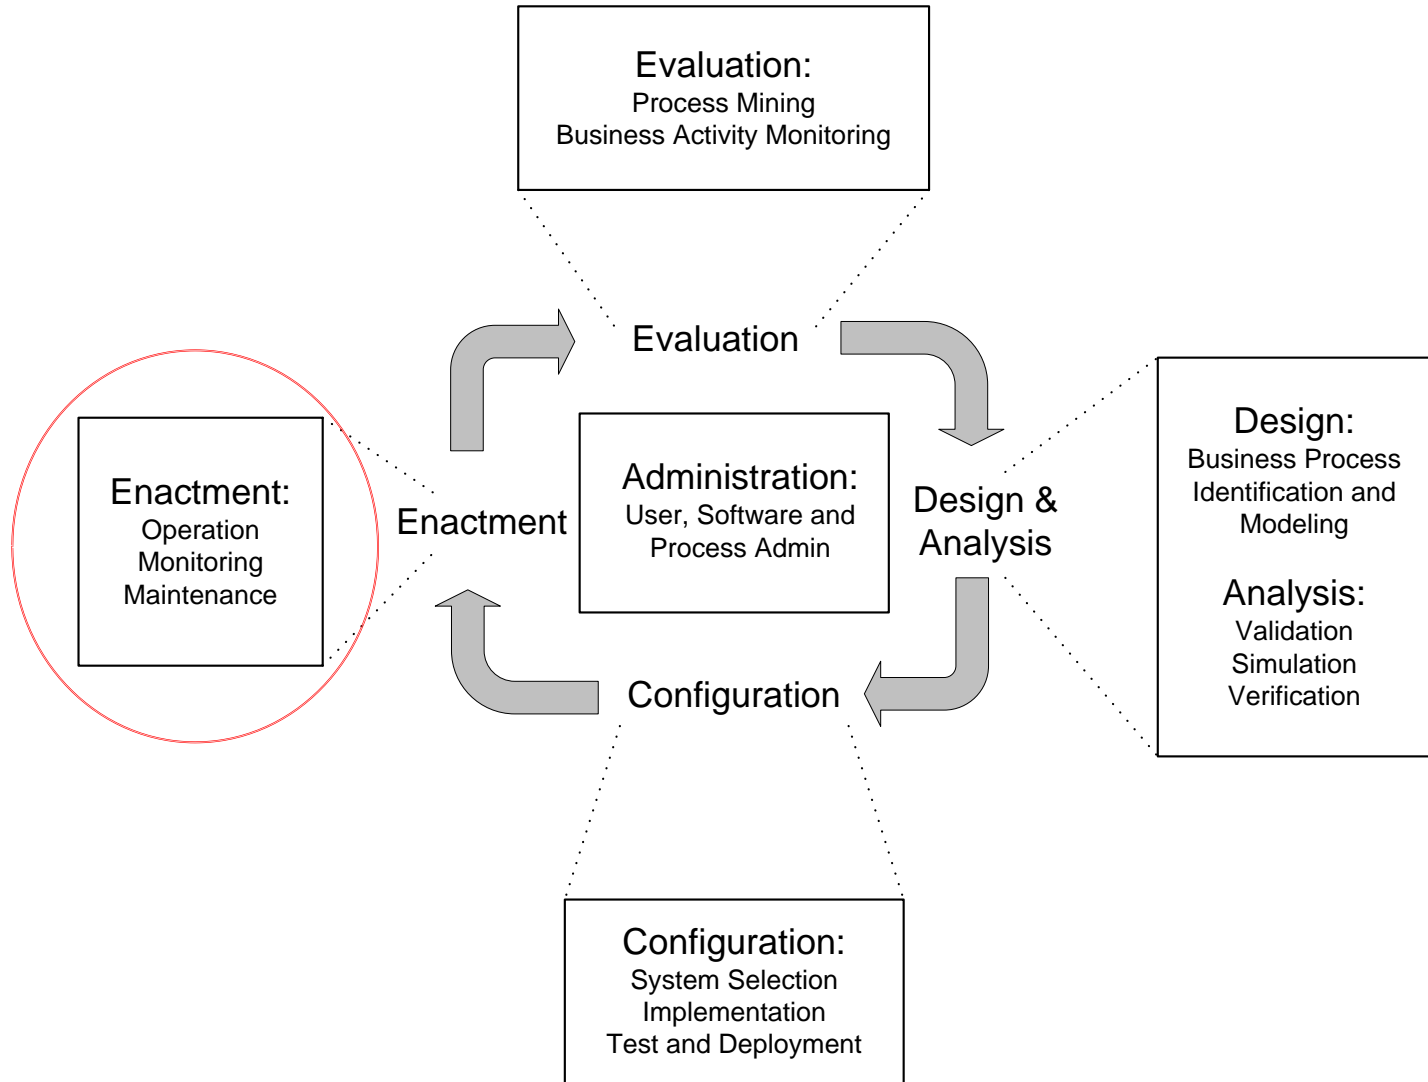 Evaluation:
Process Mining
Business Activity Monitoring
Evaluation
Enactment:
Operation
Monitoring
Maintenance
Enactment
Administration:
User, Software and
Process Admin
Design &
Analysis
Design:
Business Process
Identification and
Modeling
Analysis:
Validation
Simulation
Verification
Configuration
Configuration:
System Selection
Implementation
Test and Deployment